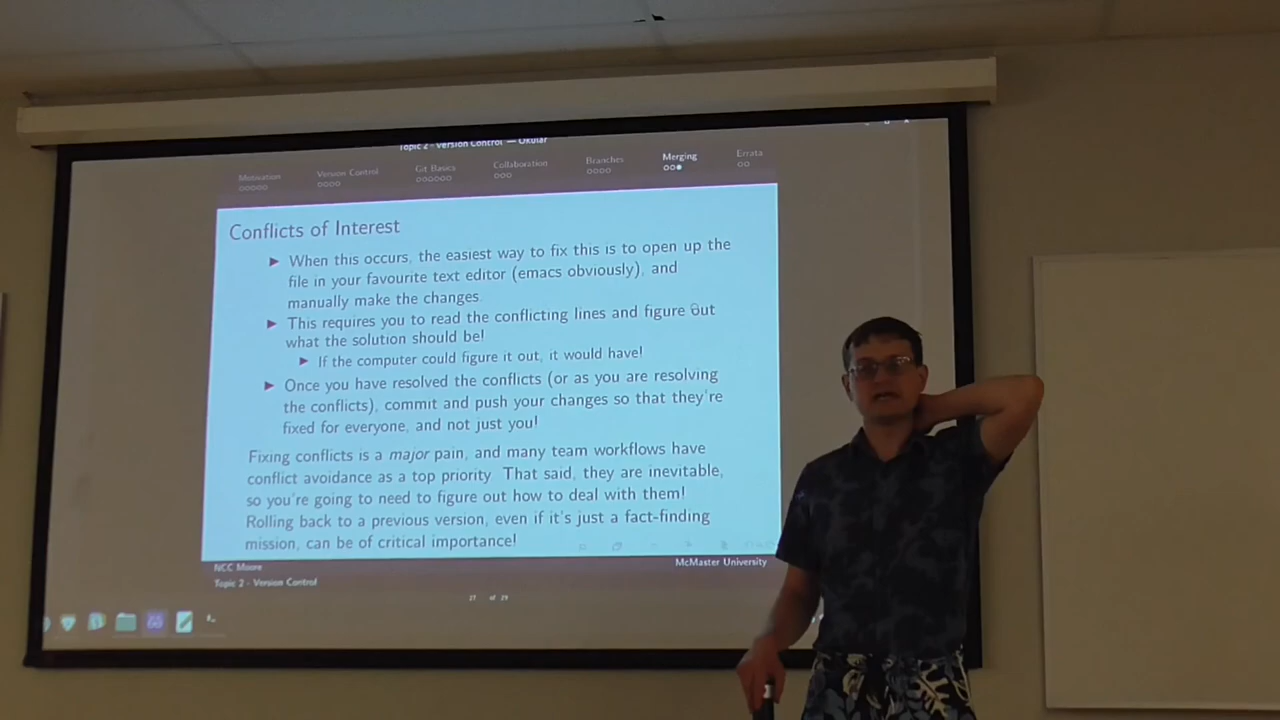 Topic 2 - Version Control — Okular
Motivation Version Control Git Basics Collaboration Branches Merging Errata
Conflicts of Interest
When this occurs, the easiest way to fix this is to open up the
file in your favourite text editor (emacs obviously), and
manually make the changes.
This requires you to read the conflicting lines and figure out
what the solution should be!
If the computer could figure it out, it would have!
Once you have resolved the conflicts (or as you are resolving
the conflicts), commit and push your changes so that they're
fixed for everyone, and not just you!
Fixing conflicts is a major pain, and many team workflows have
conflict avoidance as a top priority That said, they are inevitable,
so you're going to need to figure out how to deal with them!
Rolling back to a previous version, even if it's just a fact-finding
mission, can be of critical importance!
NCC Moore McMaster University
Topic 2 - Version Control
27 of 29